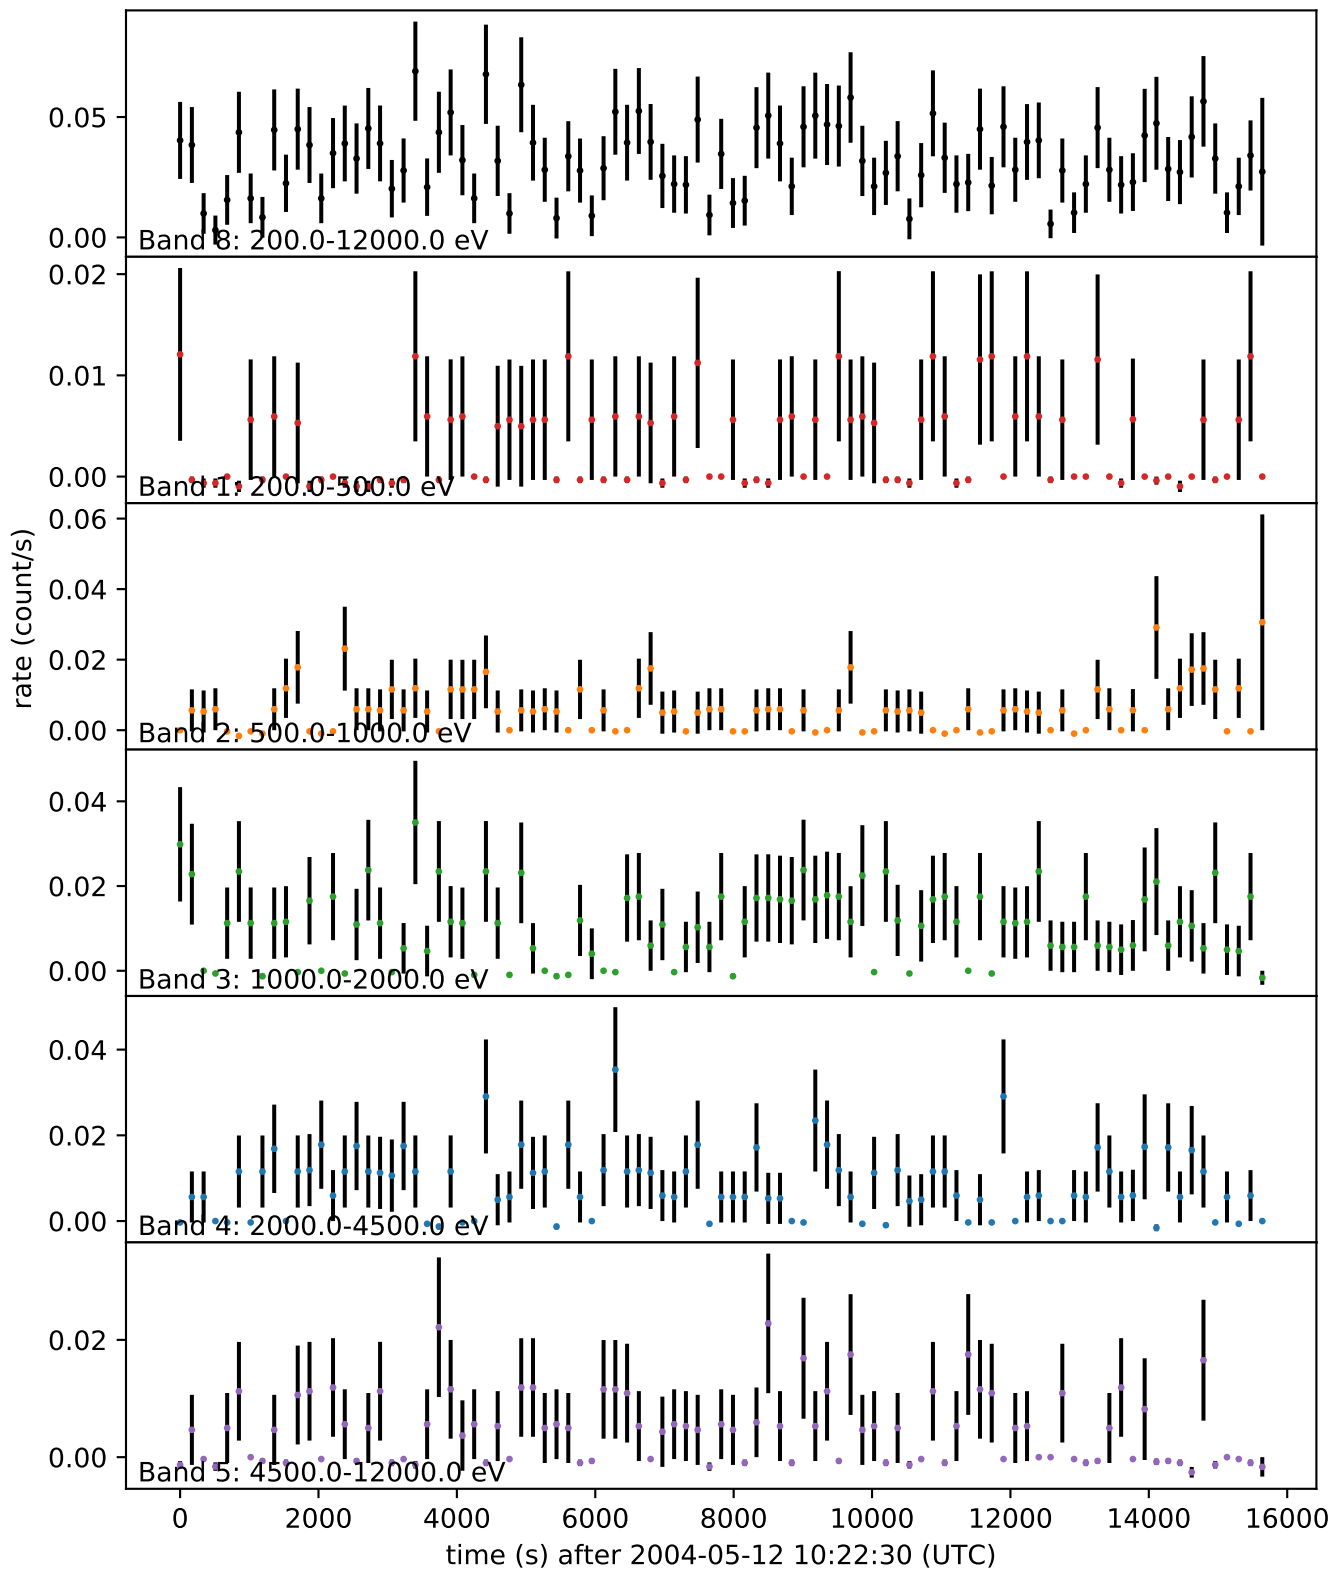 0.05
0.00
Band 8: 200.0-12000.0 eV
0.02
0.01
0.00
Band 1: 200.0-500.0 eV
0.06
0.04
0.02
0.00
Band 2: 500.0-1000.0 eV
rate (count/s)
0.04
0.02
0.00
Band 3: 1000.0-2000.0 eV
0.04
0.02
0.00
Band 4: 2000.0-4500.0 eV
0.02
0.00
Band 5: 4500.0-12000.0 eV
0 2000 4000 6000 8000 10000 12000 14000 16000
time (s) after 2004-05-12 10:22:30 (UTC)